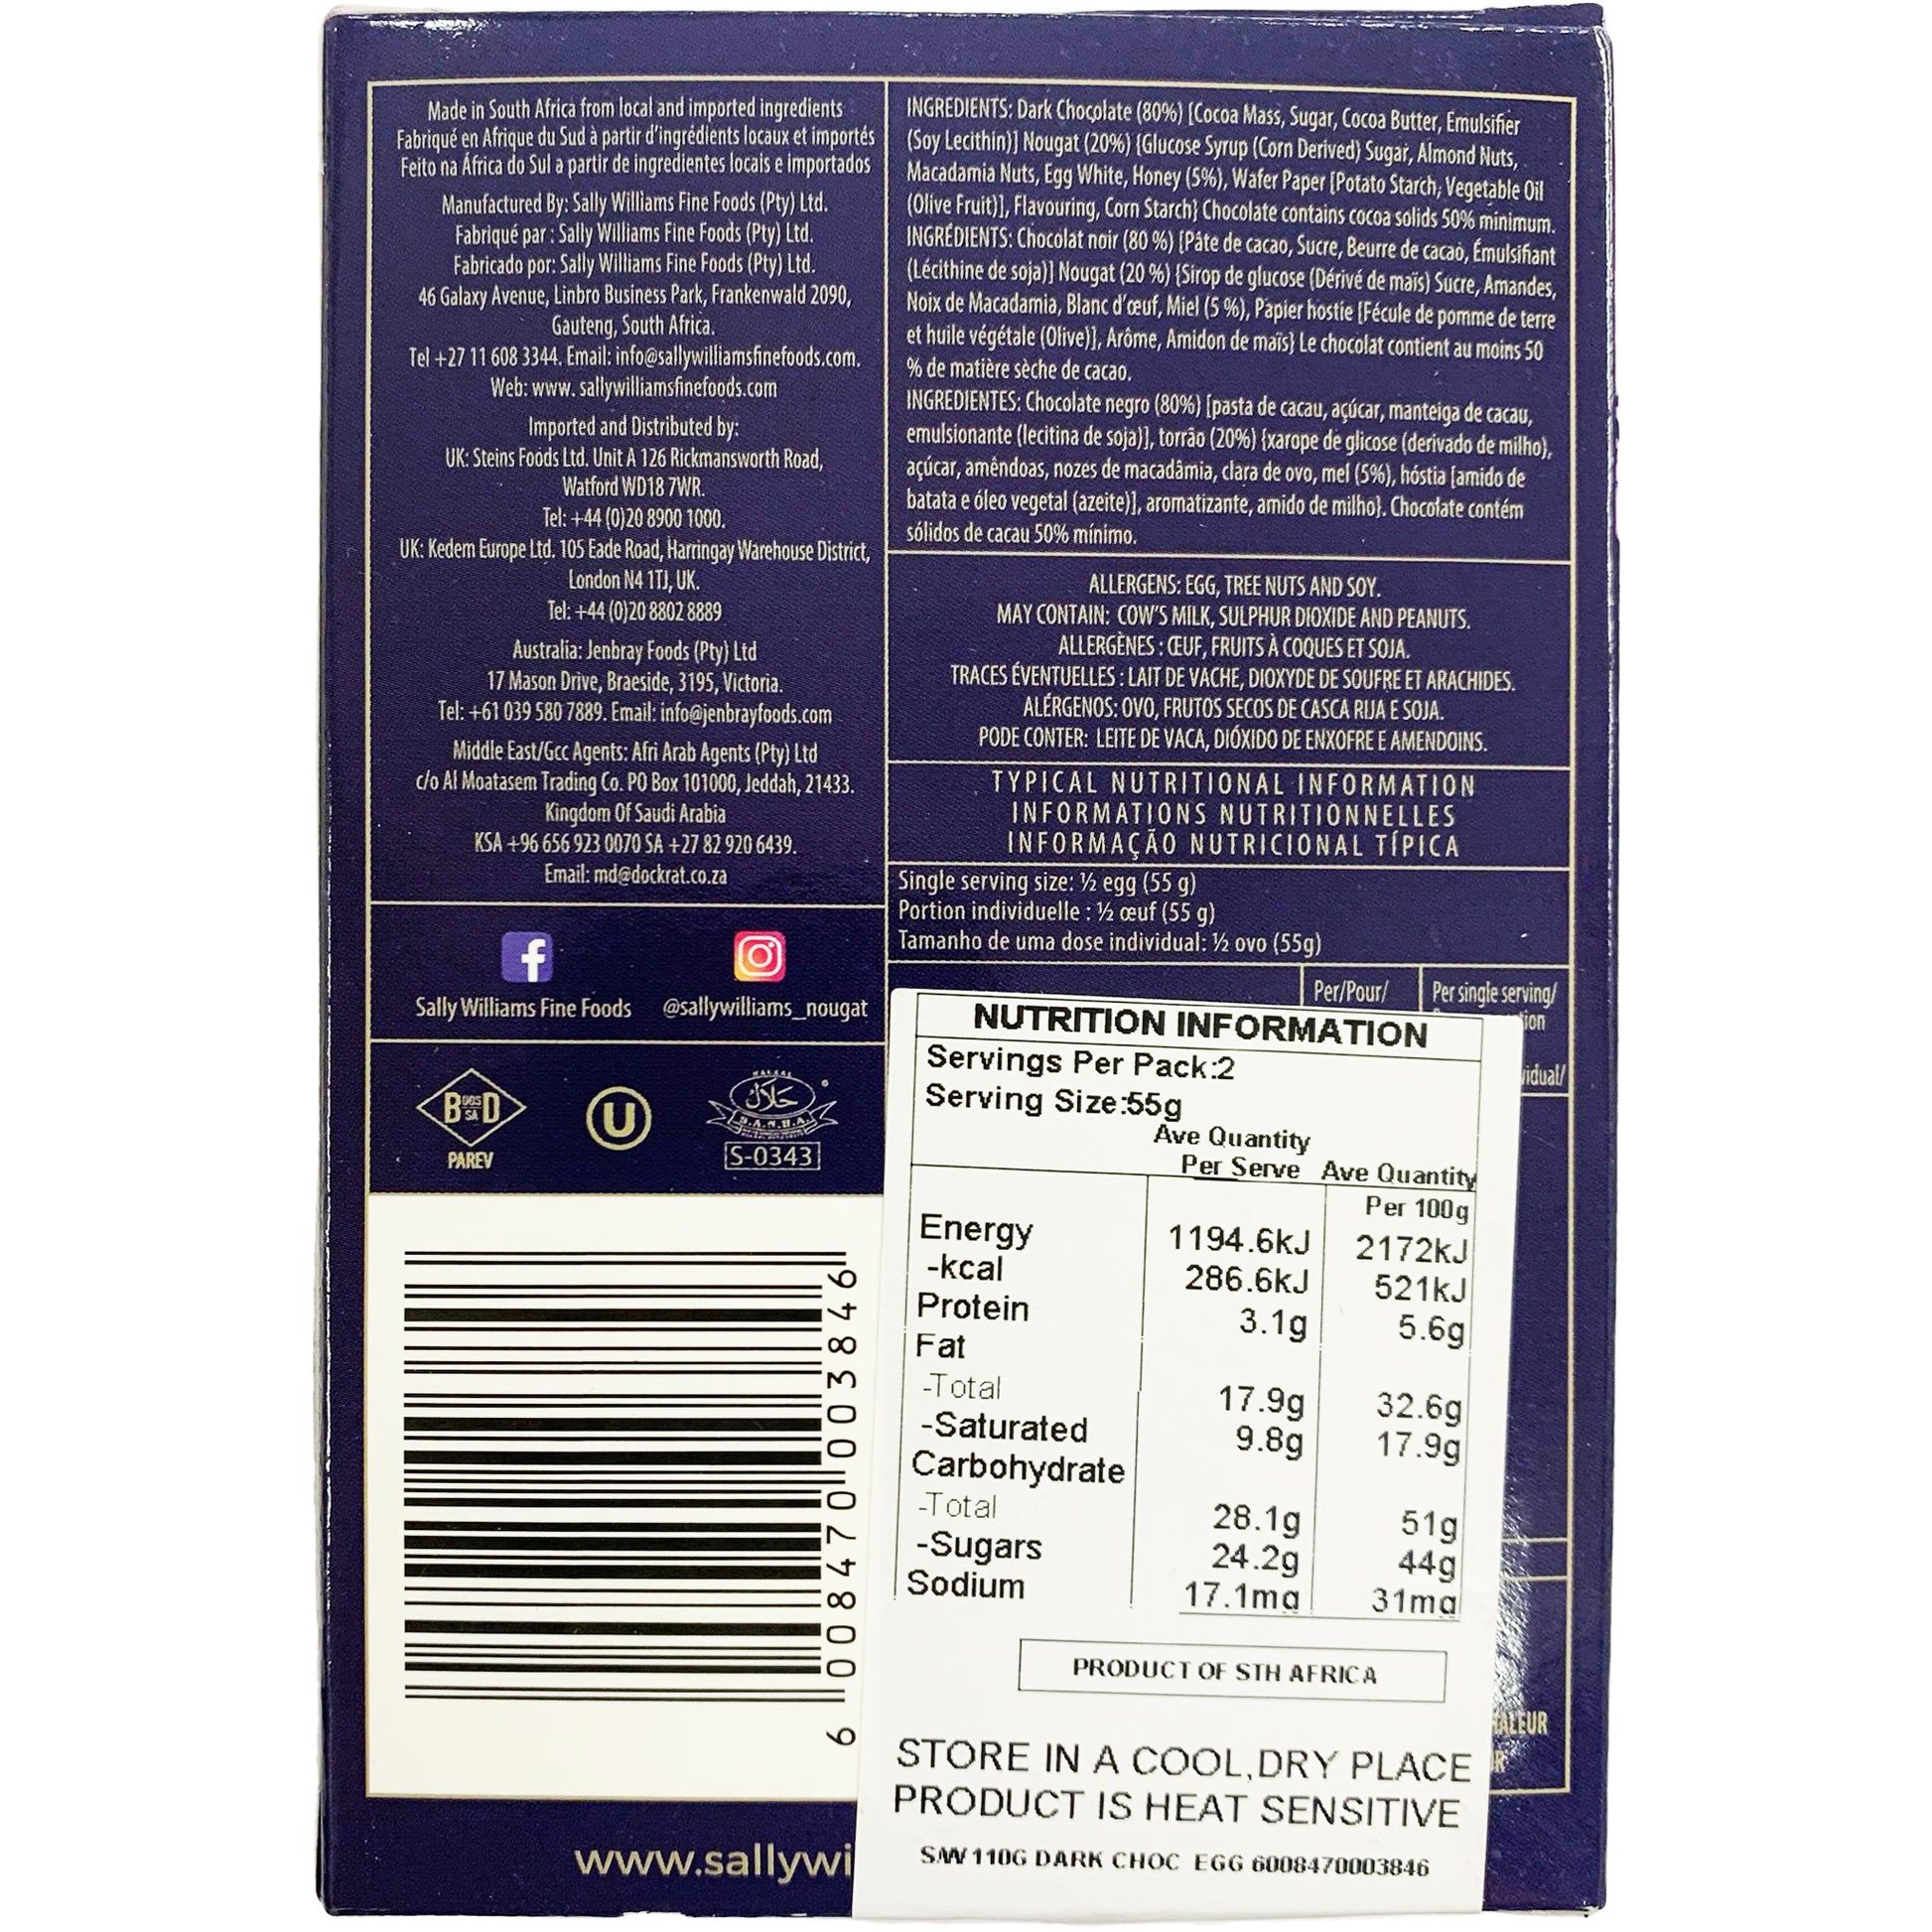 Made in South Africa from local and imported ingredients
Fabriqué en Afrique du Sud à partir d'ingrédients locaux et importés
Feito na África do Sul a partir de ingredientes locais e importados
Manufactured By: Sally Williams Fine Foods (Pty) Ltd.
Fabriqué par : Sally Williams Fine Foods (Pty) Ltd.
Fabricado por: Sally Williams Fine Foods (Pty) Ltd.
46 Galaxy Avenue, Linbro Business Park, Frankenwald 2090,
Gauteng, South Africa.
Tel +27 11 608 3344. Email: info@sallywilliamsfinefoods.com.
Web: www. sallywilliamsfinefoods.com
Imported and Distributed by:
UK: Steins Foods Ltd. Unit A 126 Rickmansworth Road,
Watford WD18 7WR.
Tel: +44 (0)20 8900 1000.
UK: Kedem Europe Ltd. 105 Eade Road, Harringay Warehouse District,
London N4 1TJ, UK.
Tel: +44 (0)20 8802 8889
Australia: Jenbray Foods (Pty) Ltd
17 Mason Drive, Braeside, 3195, Victoria.
Tel: +61 039 580 7889. Email: info@jenbrayfoods.com
Middle East/Gcc Agents: Afri Arab Agents (Pty) Ltd
c/o Al Moatasem Trading Co. PO Box 101000, Jeddah, 21433.
Kingdom Of Saudi Arabia
KSA +96 656 923 0070 SA +27 82 920 6439.
Email: md@dockrat.co.za
Sally Williams Fine Foods @sallywilliams_nougat
B DOS SA D
PAREV
U
حلال
S.A.N.H.A.
S-0343
6 008470 003846
www.sallywi
INGREDIENTS: Dark Chocolate (80%) [Cocoa Mass, Sugar, Cocoa Butter, Emulsifier
(Soy Lecithin)] Nougat (20%) {Glucose Syrup (Corn Derived) Sugar, Almond Nuts,
Macadamia Nuts, Egg White, Honey (5%), Wafer Paper [Potato Starch, Vegetable Oil
(Olive Fruit)], Flavouring, Corn Starch} Chocolate contains cocoa solids 50% minimum.
INGRÉDIENTS: Chocolat noir (80 %) [Pâte de cacao, Sucre, Beurre de cacao, Émulsifiant
(Lécithine de soja)] Nougat (20 %) {Sirop de glucose (Dérivé de maïs) Sucre, Amandes,
Noix de Macadamia, Blanc d'œuf, Miel (5 %), Papier hostie [Fécule de pomme de terre
et huile végétale (Olive)], Arôme, Amidon de maïs} Le chocolat contient au moins 50
% de matière sèche de cacao.
INGREDIENTES: Chocolate negro (80%) [pasta de cacau, açúcar, manteiga de cacau,
emulsionante (lecitina de soja)], torrão (20%) {xarope de glicose (derivado de milho),
açúcar, amêndoas, nozes de macadâmia, clara de ovo, mel (5%), hóstia [amido de
batata e óleo vegetal (azeite)], aromatizante, amido de milho}. Chocolate contém
sólidos de cacau 50% mínimo.
ALLERGENS: EGG, TREE NUTS AND SOY.
MAY CONTAIN: COW'S MILK, SULPHUR DIOXIDE AND PEANUTS.
ALLERGÈNES : ŒUF, FRUITS À COQUES ET SOJA.
TRACES ÉVENTUELLES : LAIT DE VACHE, DIOXYDE DE SOUFRE ET ARACHIDES.
ALÉRGENOS: OVO, FRUTOS SECOS DE CASCA RIJA E SOJA.
PODE CONTER: LEITE DE VACA, DIÓXIDO DE ENXOFRE E AMENDOINS.
TYPICAL NUTRITIONAL INFORMATION
INFORMATIONS NUTRITIONNELLES
INFORMAÇÃO NUTRICIONAL TÍPICA
Single serving size: ½ egg (55 g)
Portion individuelle : ½ œuf (55 g)
Tamanho de uma dose individual: ½ ovo (55g)
Per/Pour/ Per single serving/
tion
vidual/
NUTRITION INFORMATION
Servings Per Pack:2
Serving Size:55g
Ave Quantity
Per Serve Ave Quantity
Per 100g
Energy 1194.6kJ 2172kJ
-kcal 286.6kJ 521kJ
Protein 3.1g 5.6g
Fat
-Total 17.9g 32.6g
-Saturated 9.8g 17.9g
Carbohydrate
-Total 28.1g 51g
-Sugars 24.2g 44g
Sodium 17.1mg 31mg
PRODUCT OF STH AFRICA
ALEUR
R
STORE IN A COOL,DRY PLACE
PRODUCT IS HEAT SENSITIVE
S/W 110G DARK CHOC EGG 6008470003846